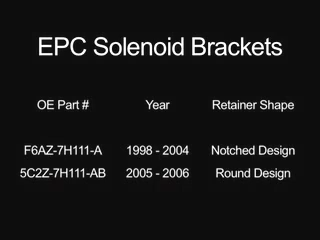 EPC Solenoid Brackets
OE Part # Year Retainer Shape
F6AZ-7H111-A 1998 - 2004 Notched Design
5C2Z-7H111-AB 2005 - 2006 Round Design